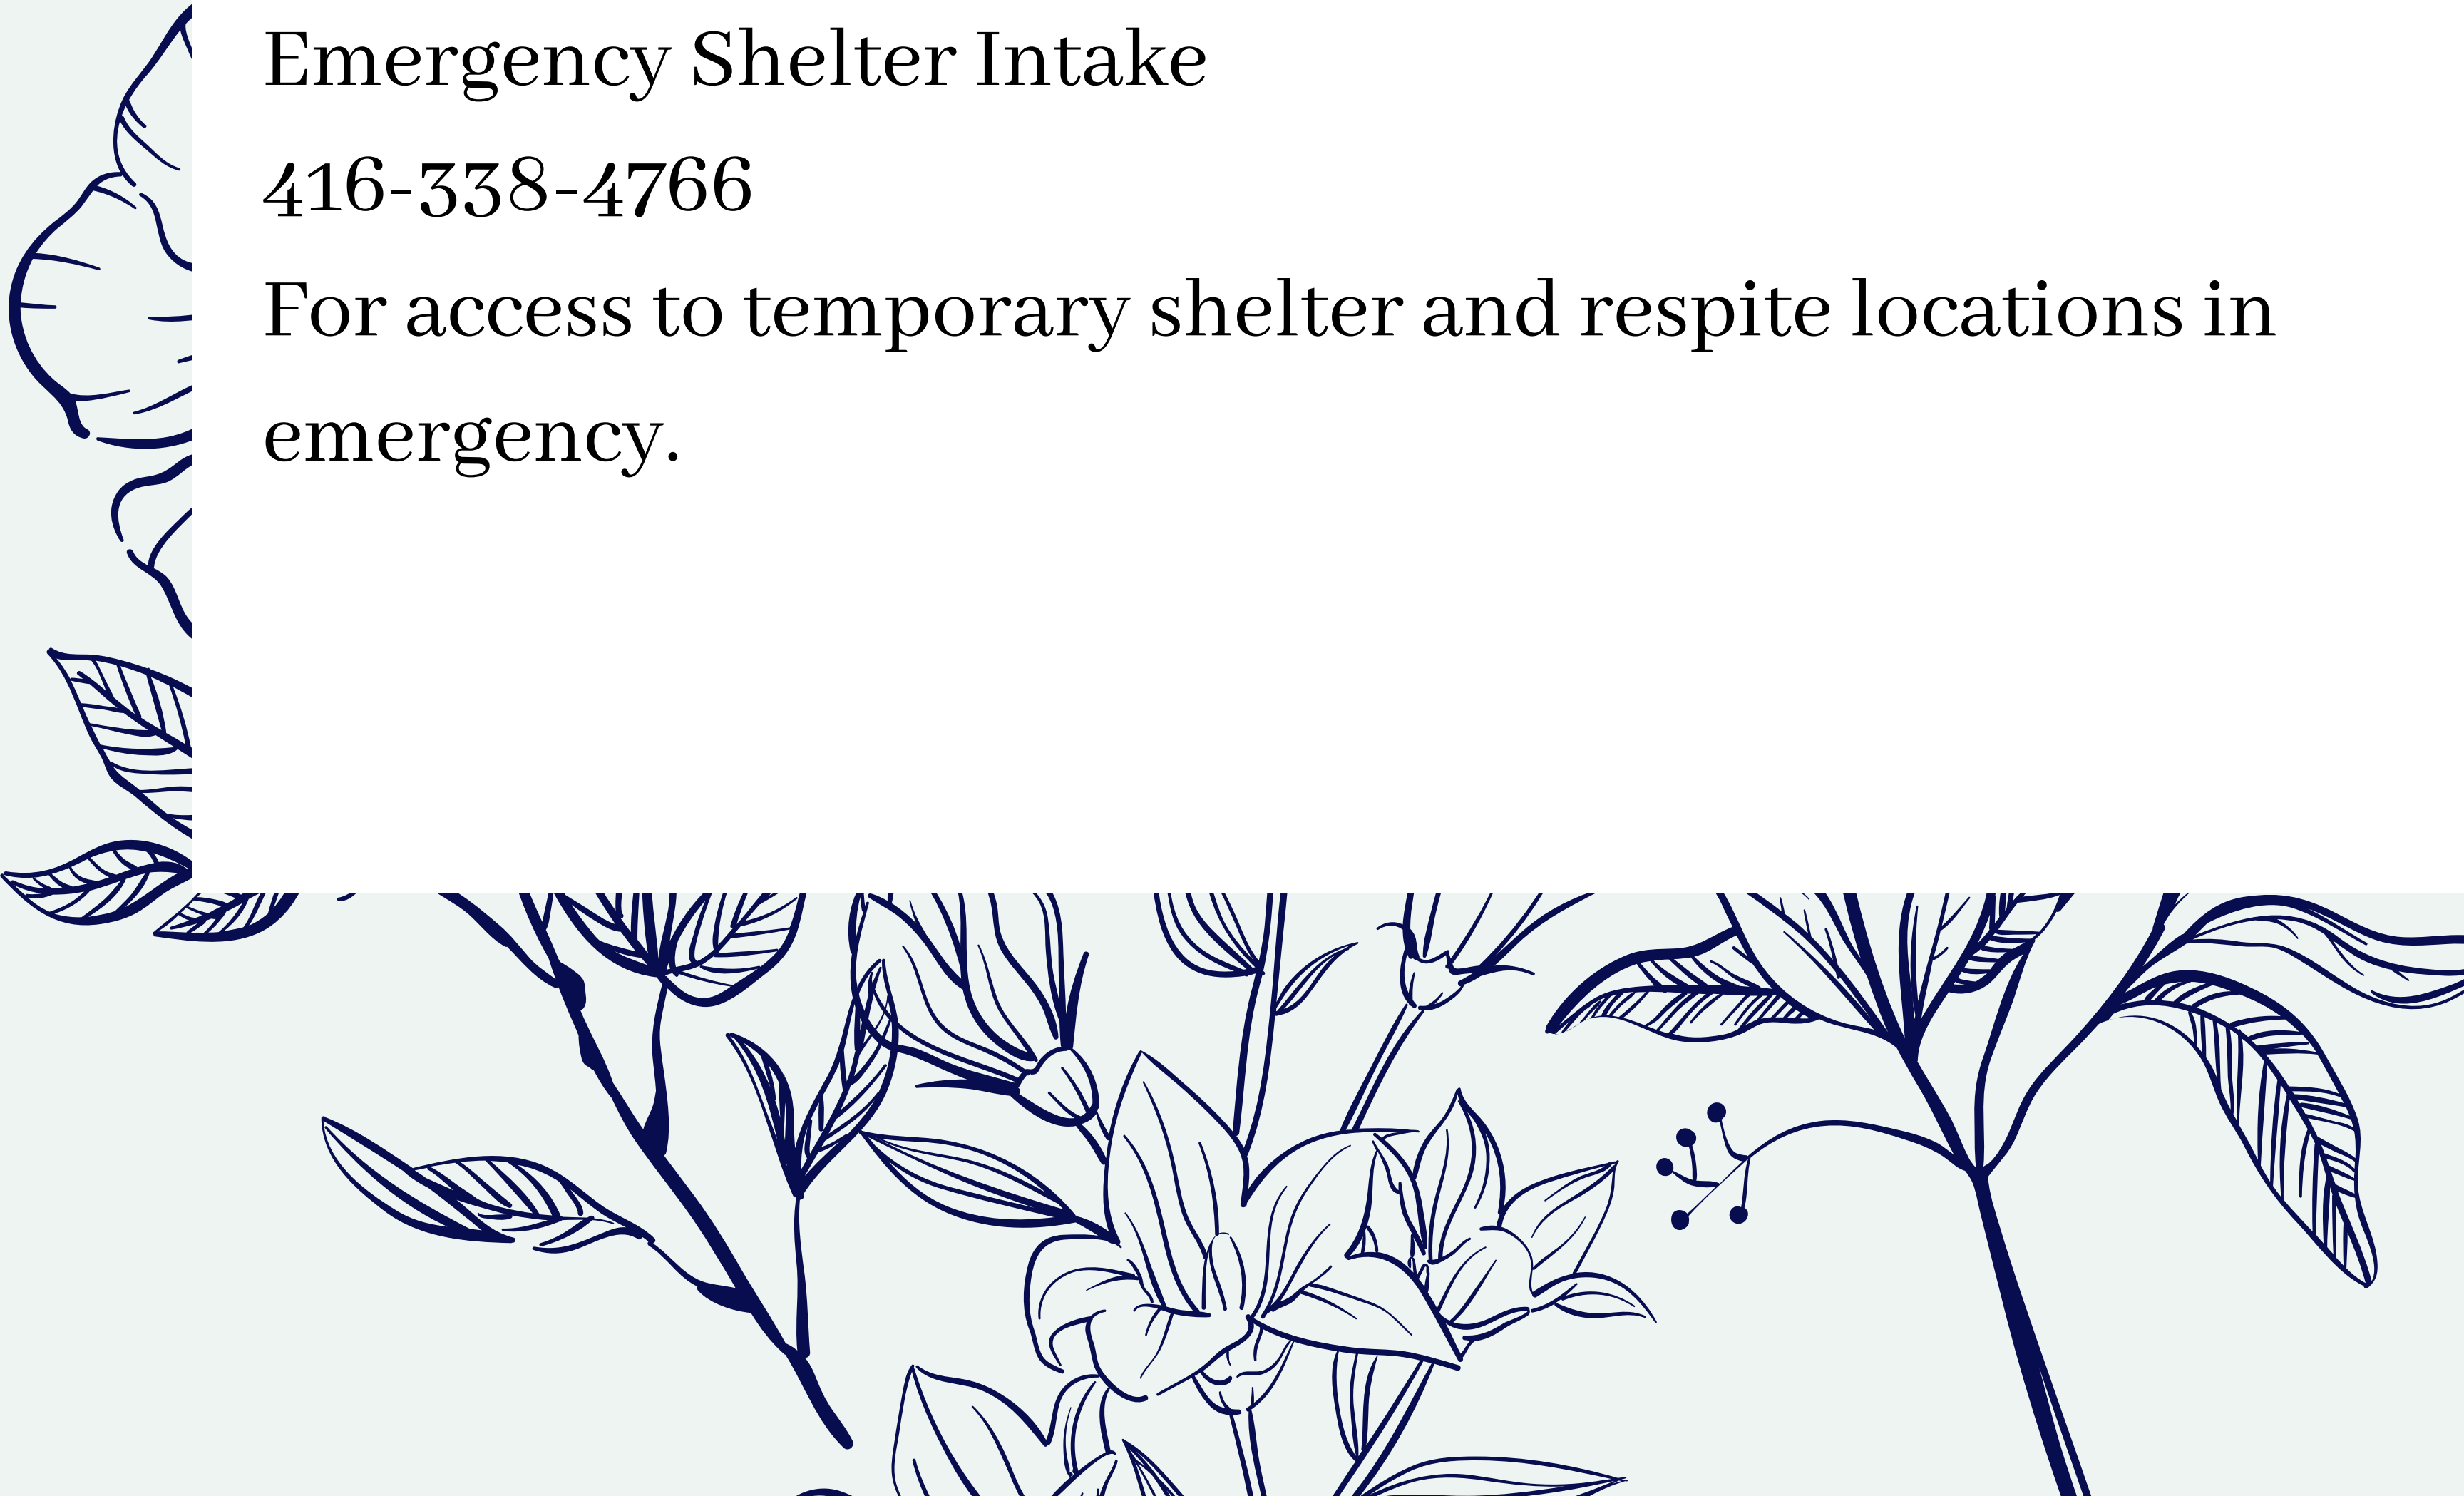 Emergency Shelter Intake
416-338-4766
For access to temporary shelter and respite locations in
emergency.